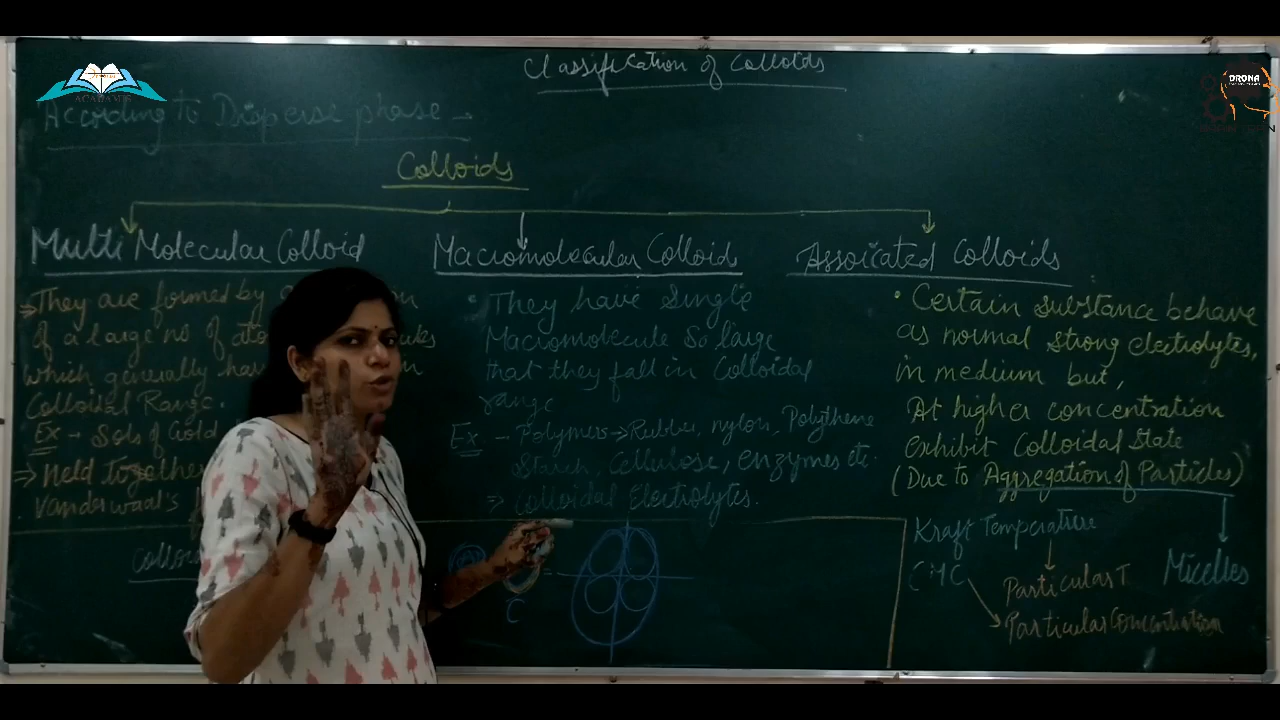 Classification of Colloids
ACADEMIE
DRONA
According to Disperse phase
Colloids
Multi Molecular Colloid
They are formed by
of a large no of
which generally
Colloidal Range.
Ex - Sols of Gold
Held together
Vanderwaal's
Macromolecular Colloid
They have Single
Macromolecule So large
that they fall in Colloidal
range
Ex - Polymers → Rubber, nylon, Polythene
Starch, Cellulose, enzymes etc.
⇒ Colloidal Electrolytes.
C
Assoicated Colloids
• Certain substance behave
as normal strong electrolytes,
in medium but,
At higher concentration
exhibit Colloidal State
(Due to Aggregation of Particles)
Kraft Temperature
CMC
Particular T
Particular Concentration
Micelles